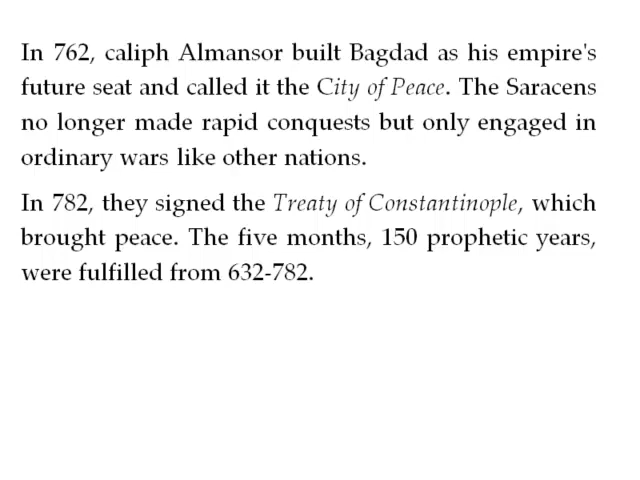 In 762, caliph Almansor built Bagdad as his empire's
future seat and called it the City of Peace. The Saracens
no longer made rapid conquests but only engaged in
ordinary wars like other nations.
In 782, they signed the Treaty of Constantinople, which
brought peace. The five months, 150 prophetic years,
were fulfilled from 632-782.